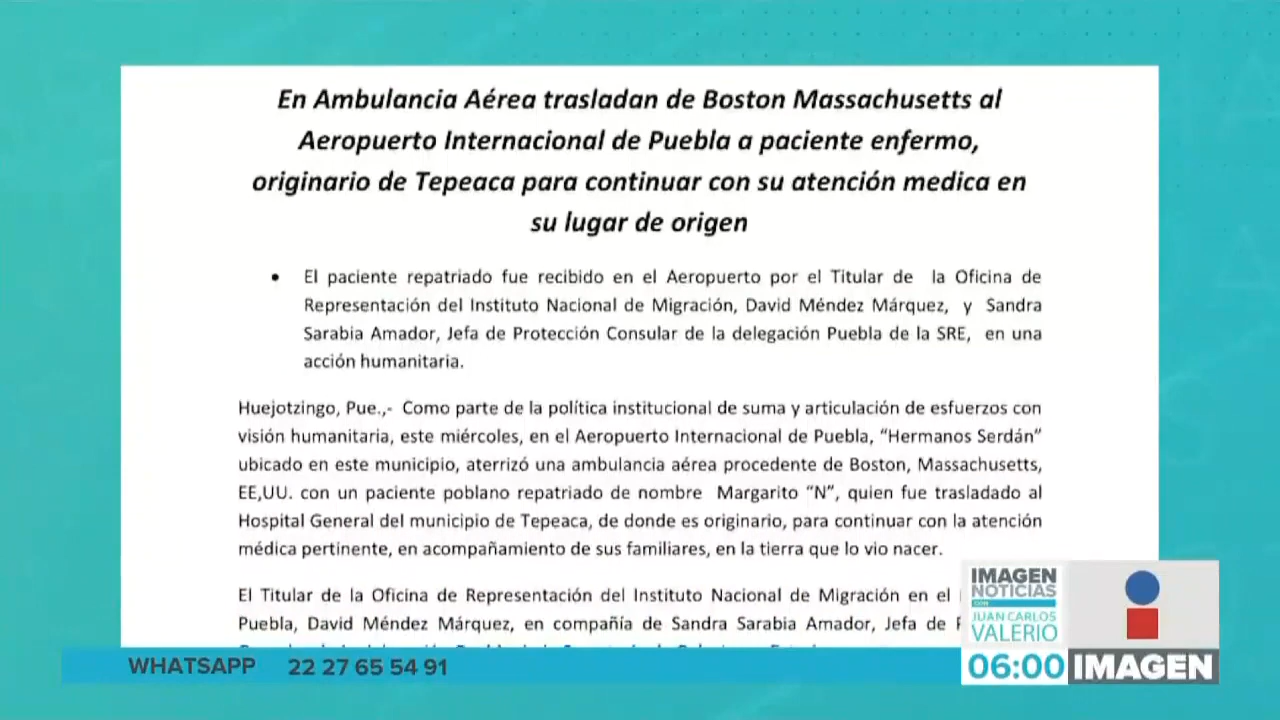 En Ambulancia Aérea trasladan de Boston Massachusetts al
Aeropuerto Internacional de Puebla a paciente enfermo,
originario de Tepeaca para continuar con su atención medica en
su lugar de origen
• El paciente repatriado fue recibido en el Aeropuerto por el Titular de la Oficina de
Representación del Instituto Nacional de Migración, David Méndez Márquez, y Sandra
Sarabia Amador, Jefa de Protección Consular de la delegación Puebla de la SRE, en una
acción humanitaria.
Huejotzingo, Pue.,- Como parte de la política institucional de suma y articulación de esfuerzos con
visión humanitaria, este miércoles, en el Aeropuerto Internacional de Puebla, “Hermanos Serdán”
ubicado en este municipio, aterrizó una ambulancia aérea procedente de Boston, Massachusetts,
EE,UU. con un paciente poblano repatriado de nombre Margarito “N”, quien fue trasladado al
Hospital General del municipio de Tepeaca, de donde es originario, para continuar con la atención
médica pertinente, en acompañamiento de sus familiares, en la tierra que lo vio nacer.
El Titular de la Oficina de Representación del Instituto Nacional de Migración en el
Puebla, David Méndez Márquez, en compañía de Sandra Sarabia Amador, Jefa de
IMAGEN
NOTICIAS
CON
JUAN CARLOS
VALERIO
WHATSAPP 22 27 65 54 91
06:00 IMAGEN